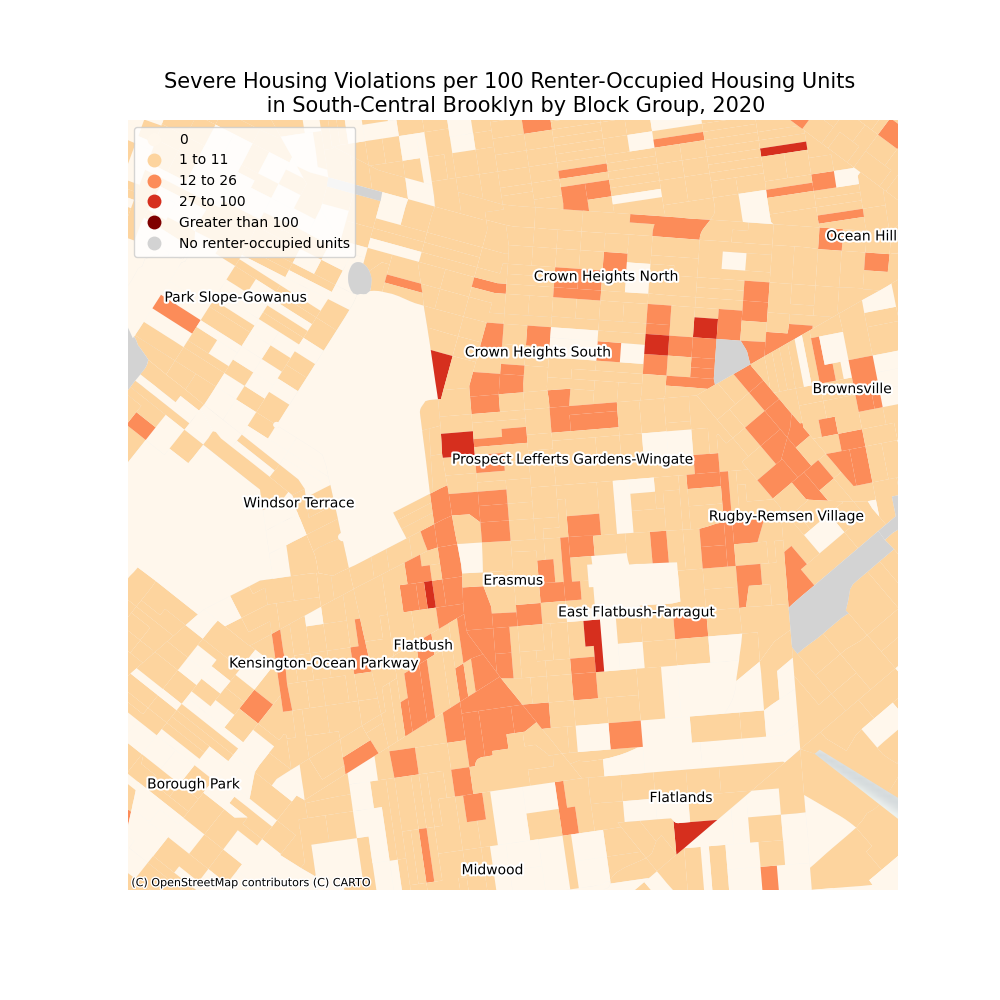 Severe Housing Violations per 100 Renter-Occupied Housing Units
in South-Central Brooklyn by Block Group, 2020
0
1 to 11
12 to 26
27 to 100
Greater than 100
No renter-occupied units
Ocean Hill
Crown Heights North
Park Slope-Gowanus
Crown Heights South
Brownsville
Prospect Lefferts Gardens-Wingate
Windsor Terrace
Rugby-Remsen Village
Erasmus
East Flatbush-Farragut
Flatbush
Kensington-Ocean Parkway
Borough Park
Flatlands
Midwood
(C) OpenStreetMap contributors (C) CARTO